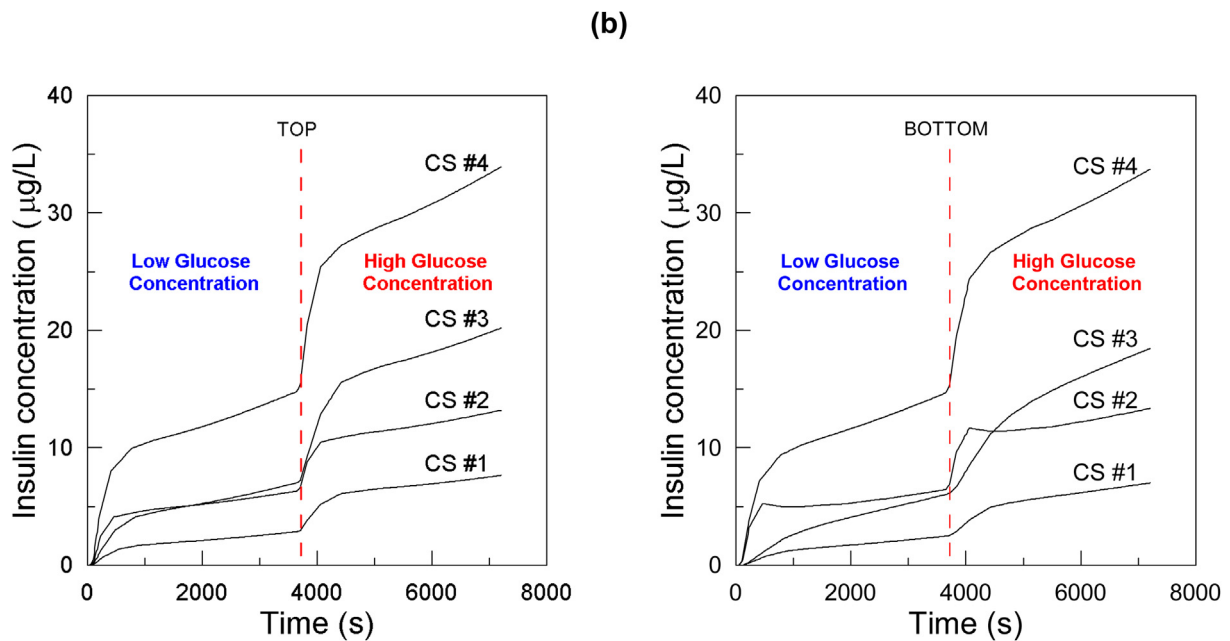 (b)
40
30
20
10
0
Insulin concentration ( μg/L)
TOP
CS #4
Low Glucose
Concentration
High Glucose
Concentration
CS #3
CS #2
CS #1
0 2000 4000 6000 8000
Time (s)
40
30
20
10
0
Insulin concentration ( μg/L)
BOTTOM
CS #4
Low Glucose
Concentration
High Glucose
Concentration
CS #3
CS #2
CS #1
0 2000 4000 6000 8000
Time (s)